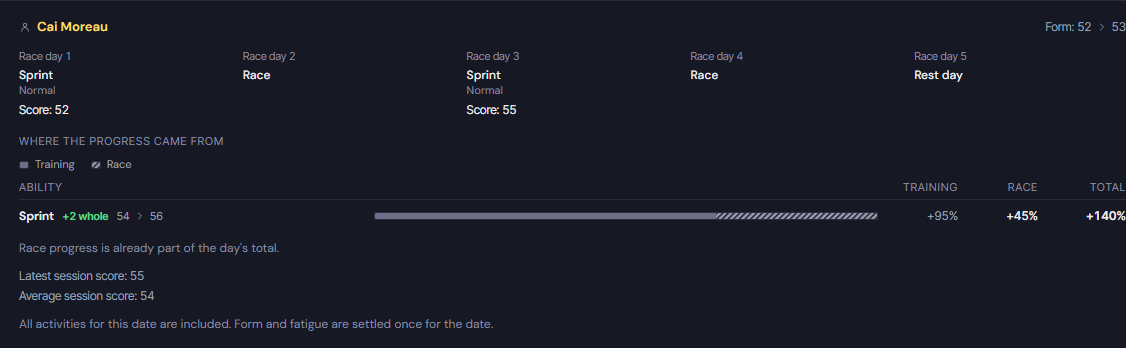 Cai Moreau
Form: 52 > 53
Race day 1
Sprint
Normal
Score: 52
Race day 2
Race
Race day 3
Sprint
Normal
Score: 55
Race day 4
Race
Race day 5
Rest day
WHERE THE PROGRESS CAME FROM
Training Race
ABILITY TRAINING RACE TOTAL
Sprint +2 whole 54 > 56 +95% +45% +140%
Race progress is already part of the day's total.
Latest session score: 55
Average session score: 54
All activities for this date are included. Form and fatigue are settled once for the date.